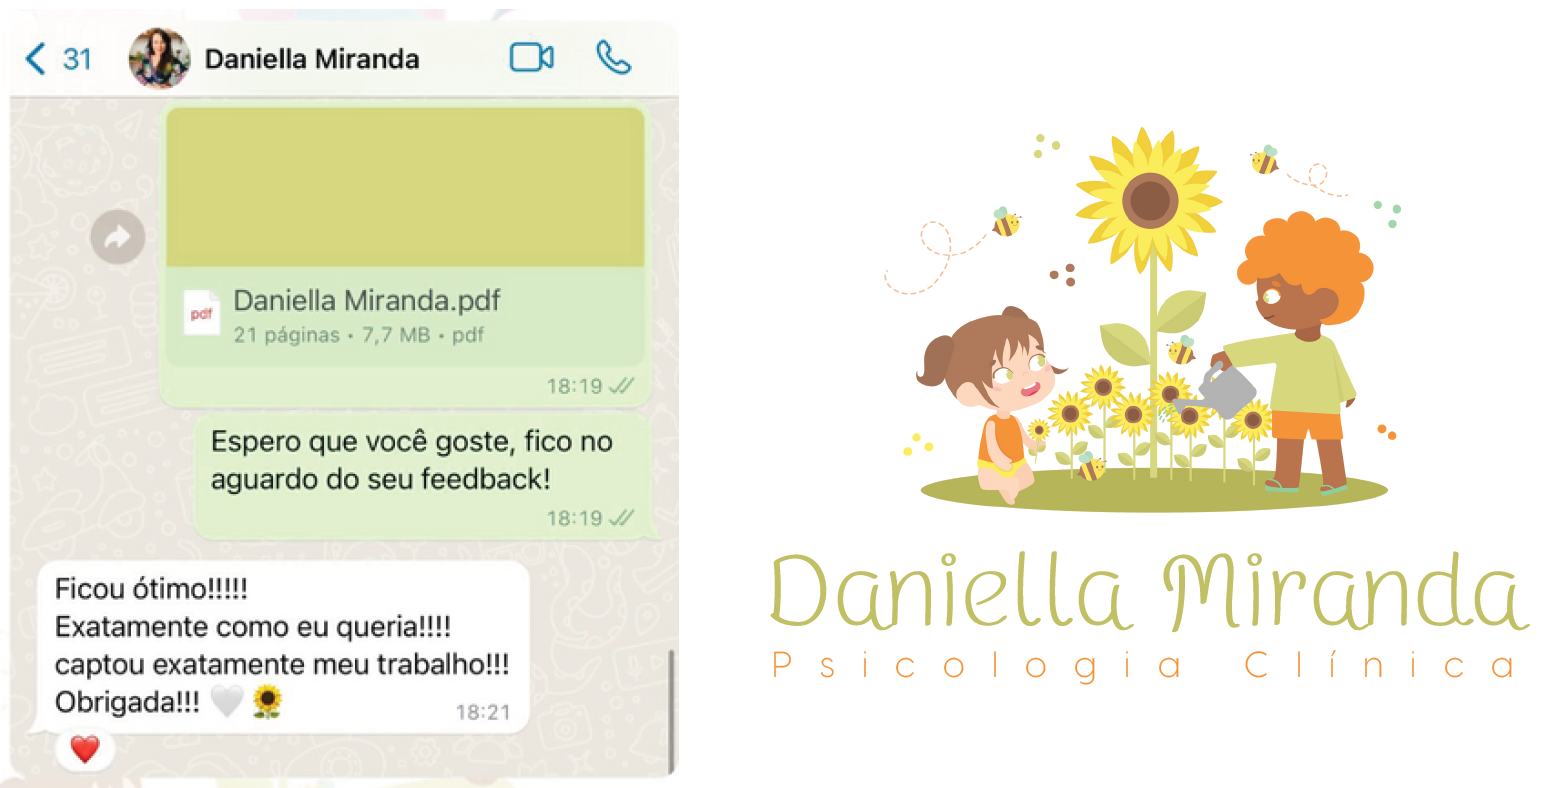 31 Daniella Miranda
pdf
Daniella Miranda.pdf
21 páginas • 7,7 MB • pdf
18:19
Espero que você goste, fico no
aguardo do seu feedback!
18:19
Ficou ótimo!!!!!
Exatamente como eu queria!!!!
captou exatamente meu trabalho!!!
Obrigada!!! 🤍 🌻
18:21
❤️
Daniella Miranda
Psicologia Clínica